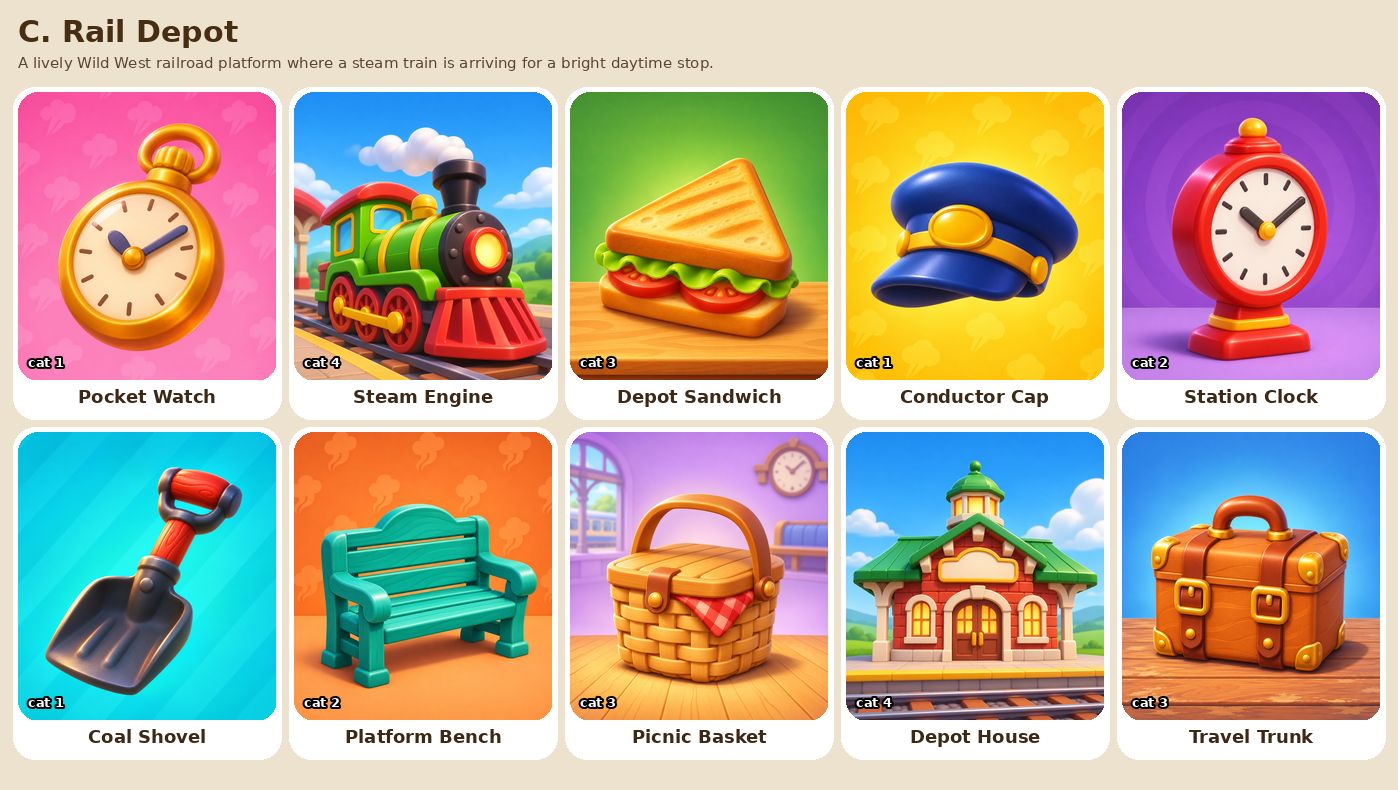 C. Rail Depot
A lively Wild West railroad platform where a steam train is arriving for a bright daytime stop.
cat 1
Pocket Watch
cat 4
Steam Engine
cat 3
Depot Sandwich
cat 1
Conductor Cap
cat 2
Station Clock
cat 1
Coal Shovel
cat 2
Platform Bench
cat 3
Picnic Basket
cat 4
Depot House
cat 3
Travel Trunk